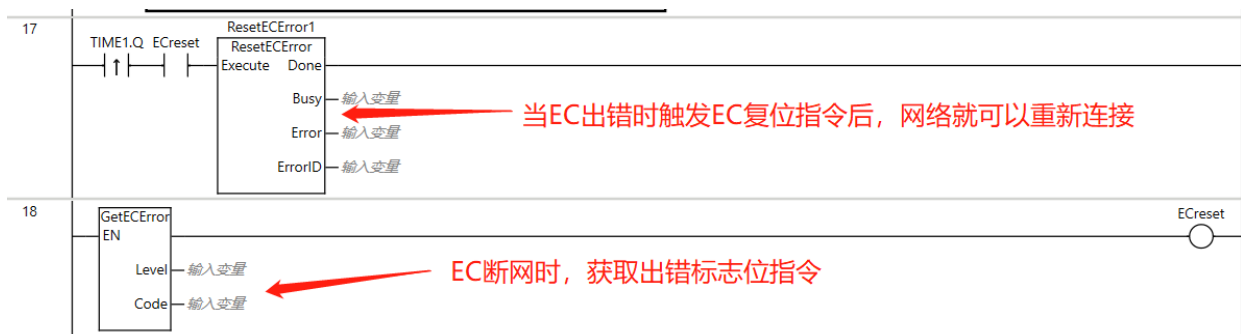 17
TIME1.Q ECreset
ResetECError1
ResetECError
Execute Done
Busy 输入变量
当EC出错时触发EC复位指令后，网络就可以重新连接
Error 输入变量
ErrorID 输入变量
18
GetECError
EN
ECreset
Level 输入变量
EC断网时，获取出错标志位指令
Code 输入变量